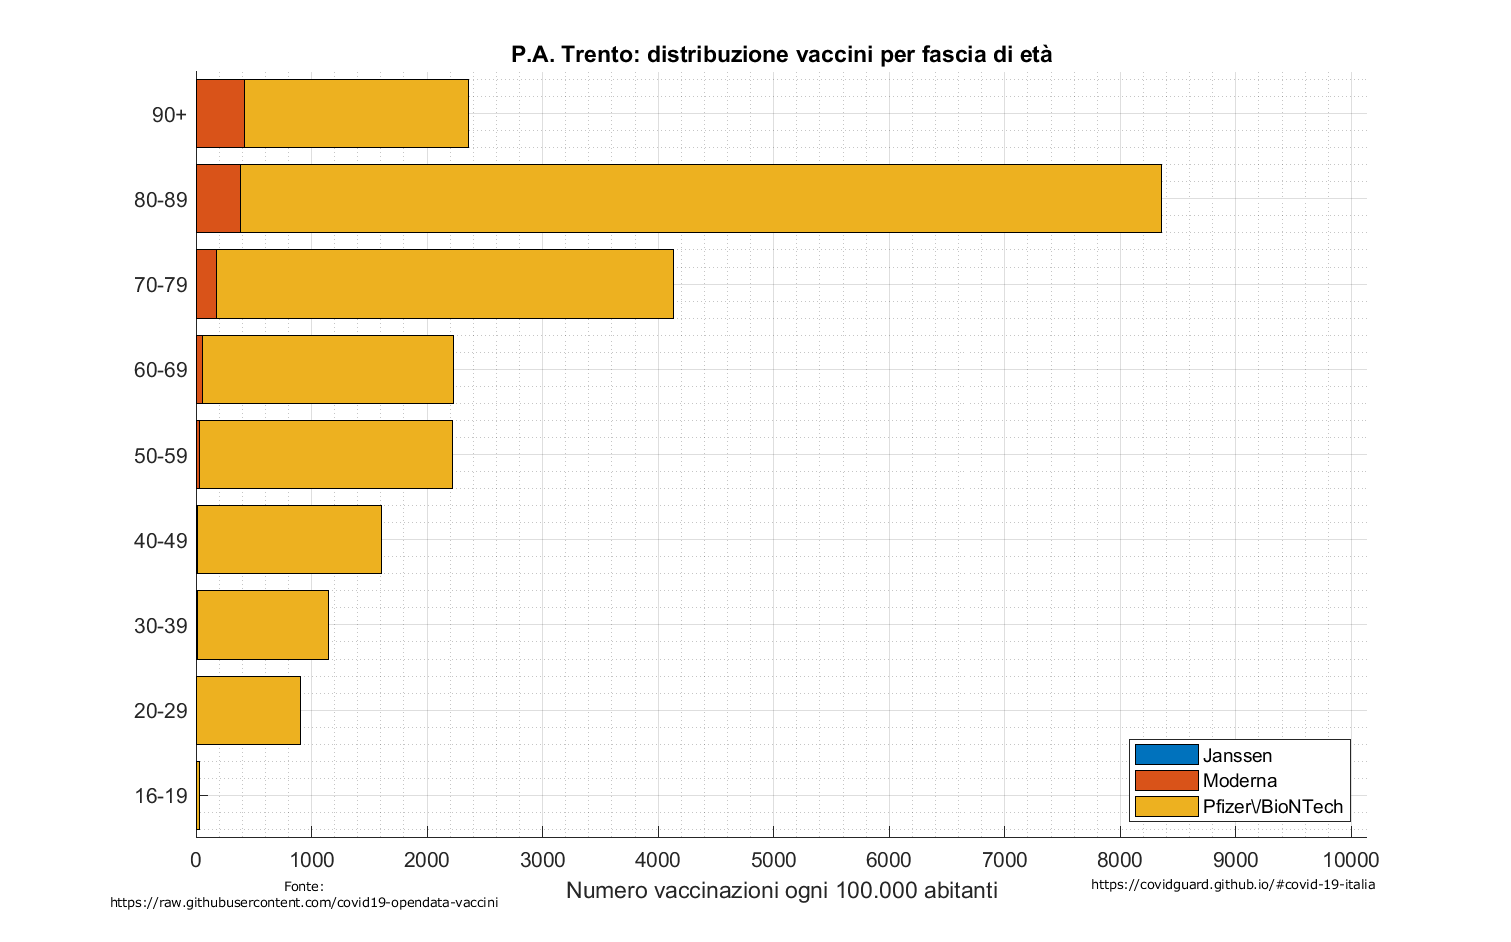 P.A. Trento: distribuzione vaccini per fascia di età
90+
80-89
70-79
60-69
50-59
40-49
30-39
20-29
16-19
Janssen
Moderna
Pfizer\/BioNTech
0 1000 2000 3000 4000 5000 6000 7000 8000 9000 10000
Numero vaccinazioni ogni 100.000 abitanti
Fonte:
https://raw.githubusercontent.com/covid19-opendata-vaccini
https://covidguard.github.io/#covid-19-italia